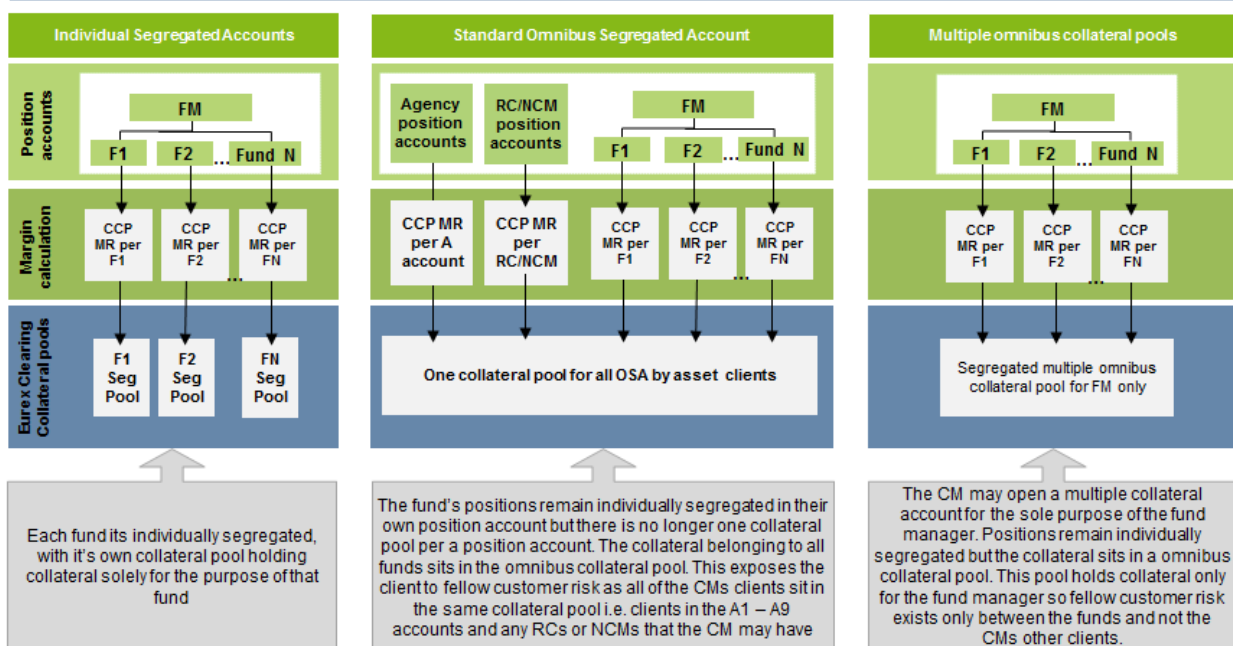 Individual Segregated Accounts
Position
accounts
FM
F1
F2
...
Fund N
Margin
calculation
CCP
MR per
F1
CCP
MR per
F2
...
CCP
MR per
FN
Eurex Clearing
Collateral pools
F1
Seg
Pool
F2
Seg
Pool
FN
Seg
Pool
Each fund its individually segregated,
with it's own collateral pool holding
collateral solely for the purpose of that
fund
Standard Omnibus Segregated Account
Agency
position
accounts
RC/NCM
position
accounts
FM
F1
F2
...
Fund N
CCP MR
per A
account
CCP MR
per
RC/NCM
CCP
MR per
F1
CCP
MR per
F2
...
CCP
MR per
FN
One collateral pool for all OSA by asset clients
The fund's positions remain individually segregated in their
own position account but there is no longer one collateral
pool per a position account. The collateral belonging to all
funds sits in the omnibus collateral pool. This exposes the
client to fellow customer risk as all of the CMs clients sit in
the same collateral pool i.e. clients in the A1 – A9
accounts and any RCs or NCMs that the CM may have
Multiple omnibus collateral pools
FM
F1
F2
...
Fund N
CCP
MR per
F1
CCP
MR per
F2
...
CCP
MR per
FN
Segregated multiple omnibus
collateral pool for FM only
The CM may open a multiple collateral
account for the sole purpose of the fund
manager. Positions remain individually
segregated but the collateral sits in a omnibus
collateral pool. This pool holds collateral only
for the fund manager so fellow customer risk
exists only between the funds and not the
CMs other clients.